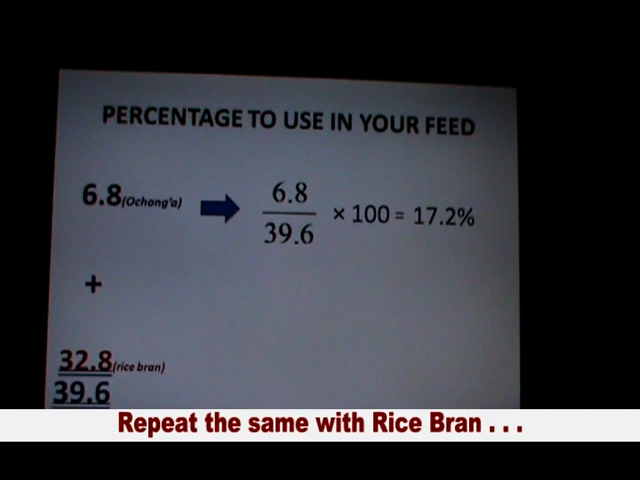 PERCENTAGE TO USE IN YOUR FEED
6.8(Ochong'a)
6.8
39.6
× 100 = 17.2%
+
32.8(rice bran)
39.6
Repeat the same with Rice Bran . . .